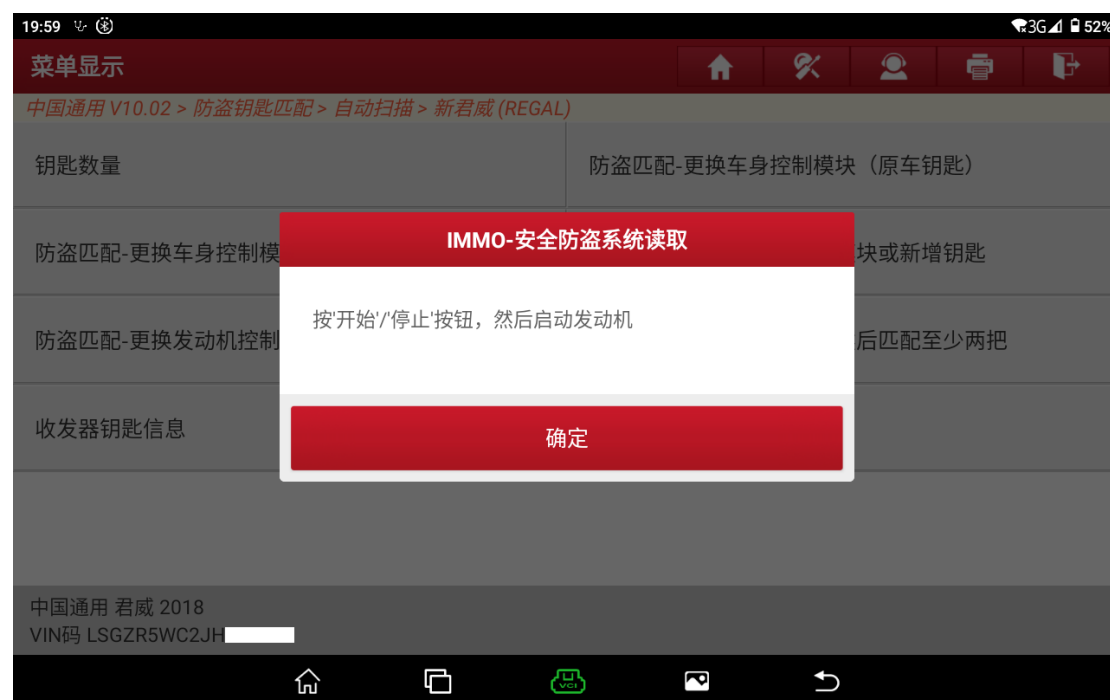 19:59
3G 52%
菜单显示
中国通用 V10.02 > 防盗钥匙匹配 > 自动扫描 > 新君威 (REGAL)
钥匙数量
防盗匹配-更换车身控制模块（原车钥匙）
防盗匹配-更换车身控制模
块或新增钥匙
IMMO-安全防盗系统读取
按'开始'/'停止'按钮，然后启动发动机
防盗匹配-更换发动机控制
后匹配至少两把
收发器钥匙信息
确定
中国通用 君威 2018
VIN码 LSGZR5WC2JH
VCI